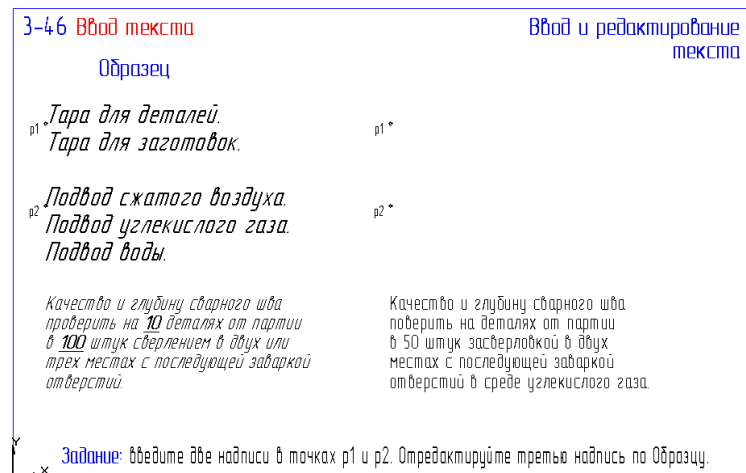 3-46 Ввод текста
Ввод и редактирование
текста
Образец
p1
Тара для деталей.
Тара для заготовок.
p1
p2
Подвод сжатого воздуха.
Подвод углекислого газа.
Подвод воды.
p2
Качество и глубину сварного шва
проверить на 10 деталях от партии
в 100 штук сверлением в двух или
трех местах с последующей заваркой
отверстий.
Качество и глубину сварного шва
поверить на деталях от партии
в 50 штук засверловкой в двух
местах с последующей заваркой
отверстий в среде углекислого газа.
Y
X
Задание: введите две надписи в точках p1 и p2. Отредактируйте третью надпись по Образцу.